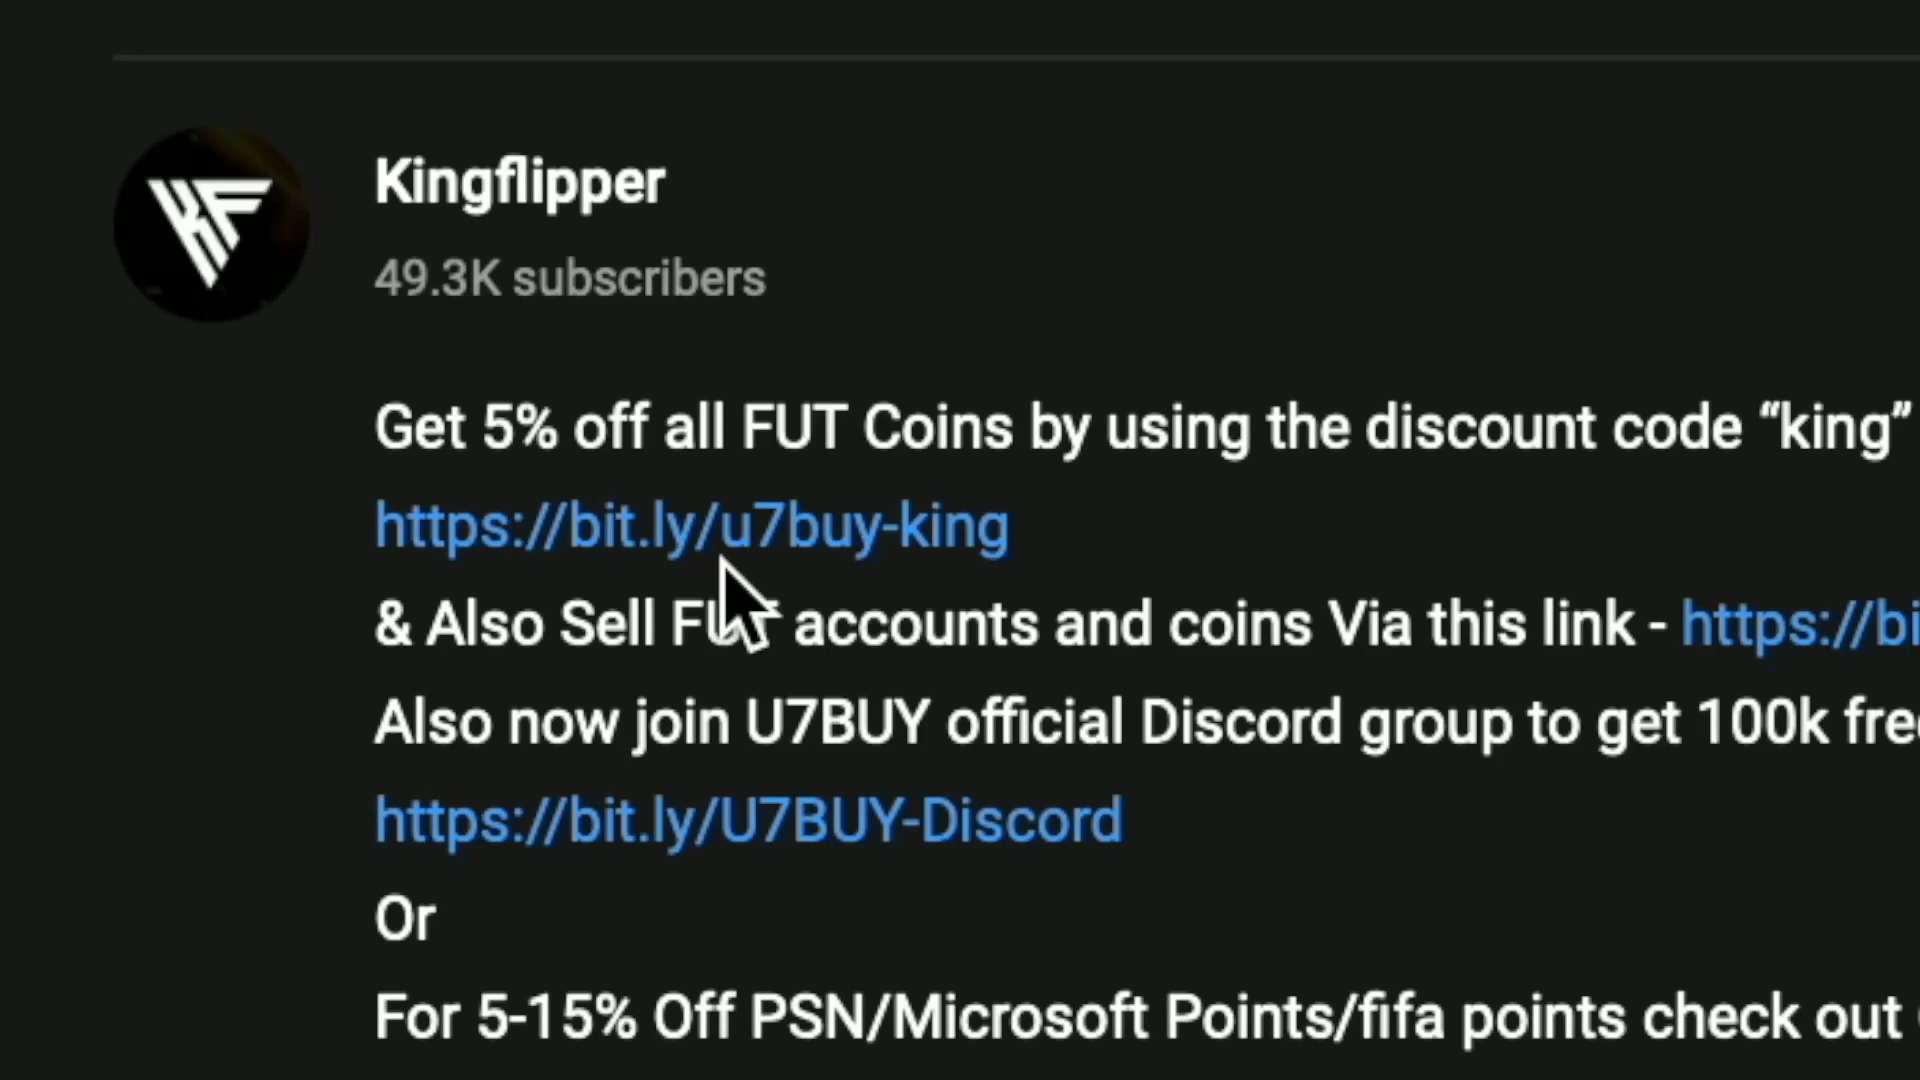 KF
Kingflipper
49.3K subscribers
Get 5% off all FUT Coins by using the discount code “king”
https://bit.ly/u7buy-king
& Also Sell FUT accounts and coins Via this link - https://bi
Also now join U7BUY official Discord group to get 100k fre
https://bit.ly/U7BUY-Discord
Or
For 5-15% Off PSN/Microsoft Points/fifa points check out